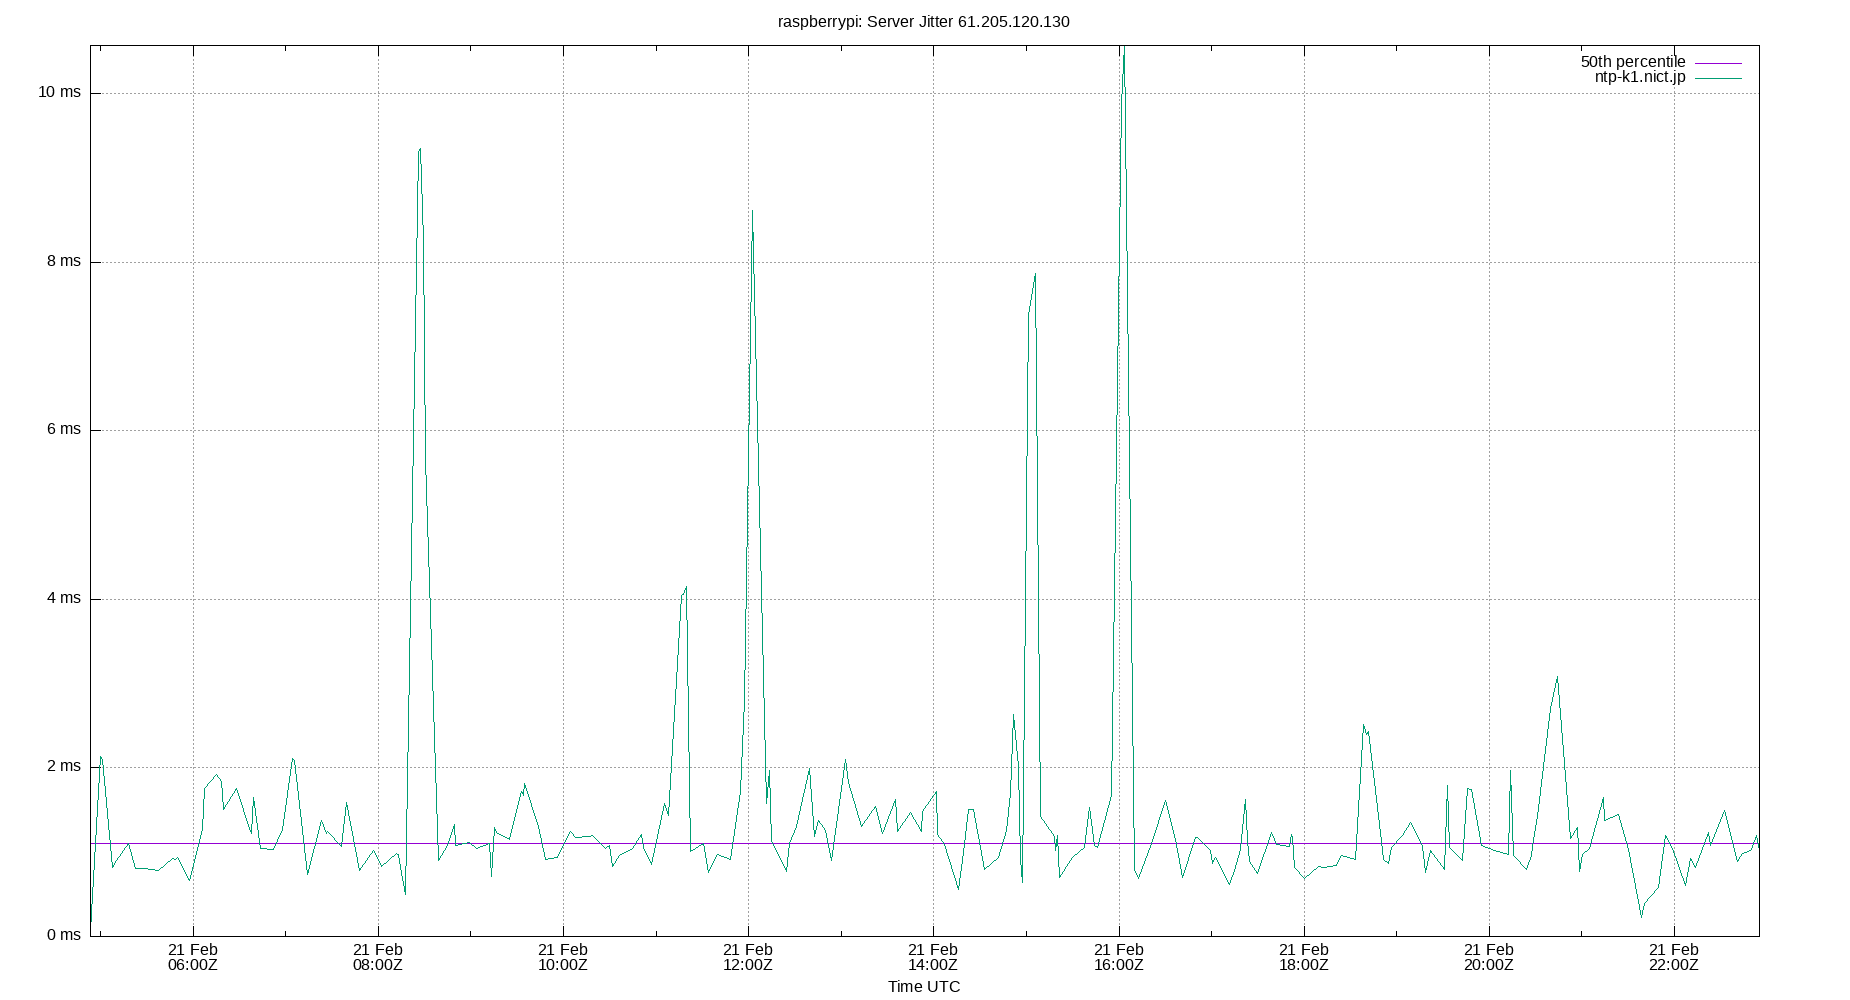 raspberrypi: Server Jitter 61.205.120.130
50th percentile
ntp-k1.nict.jp
10 ms
8 ms
6 ms
4 ms
2 ms
0 ms
21 Feb 21 Feb 21 Feb 21 Feb 21 Feb 21 Feb 21 Feb 21 Feb 21 Feb
06:00Z 08:00Z 10:00Z 12:00Z 14:00Z 16:00Z 18:00Z 20:00Z 22:00Z
Time UTC